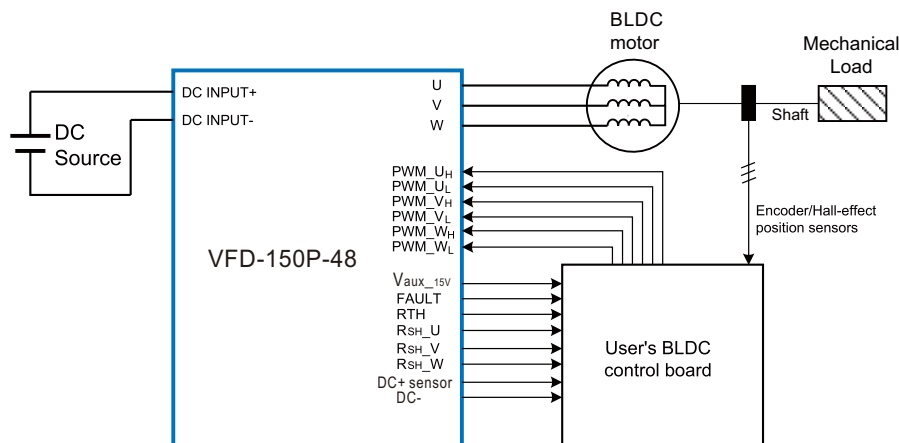 BLDC
motor
Mechanical
Load
DC INPUT+
DC INPUT-
DC
Source
U
V
W
Shaft
Encoder/Hall-effect
position sensors
VFD-150P-48
PWM_UH
PWM_UL
PWM_VH
PWM_VL
PWM_WH
PWM_WL
Vaux_15V
FAULT
RTH
RSH_U
RSH_V
RSH_W
DC+ sensor
DC-
User's BLDC
control board